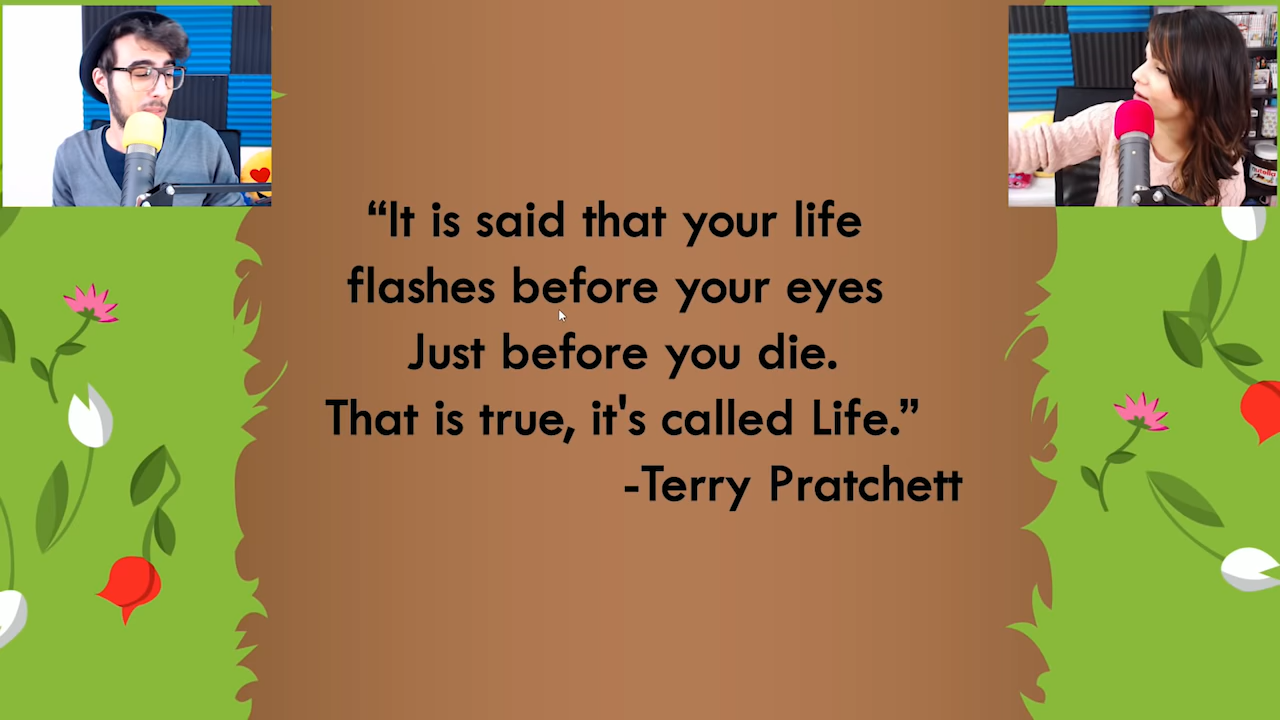 “It is said that your life
flashes before your eyes
Just before you die.
That is true, it's called Life.”
-Terry Pratchett
nutella